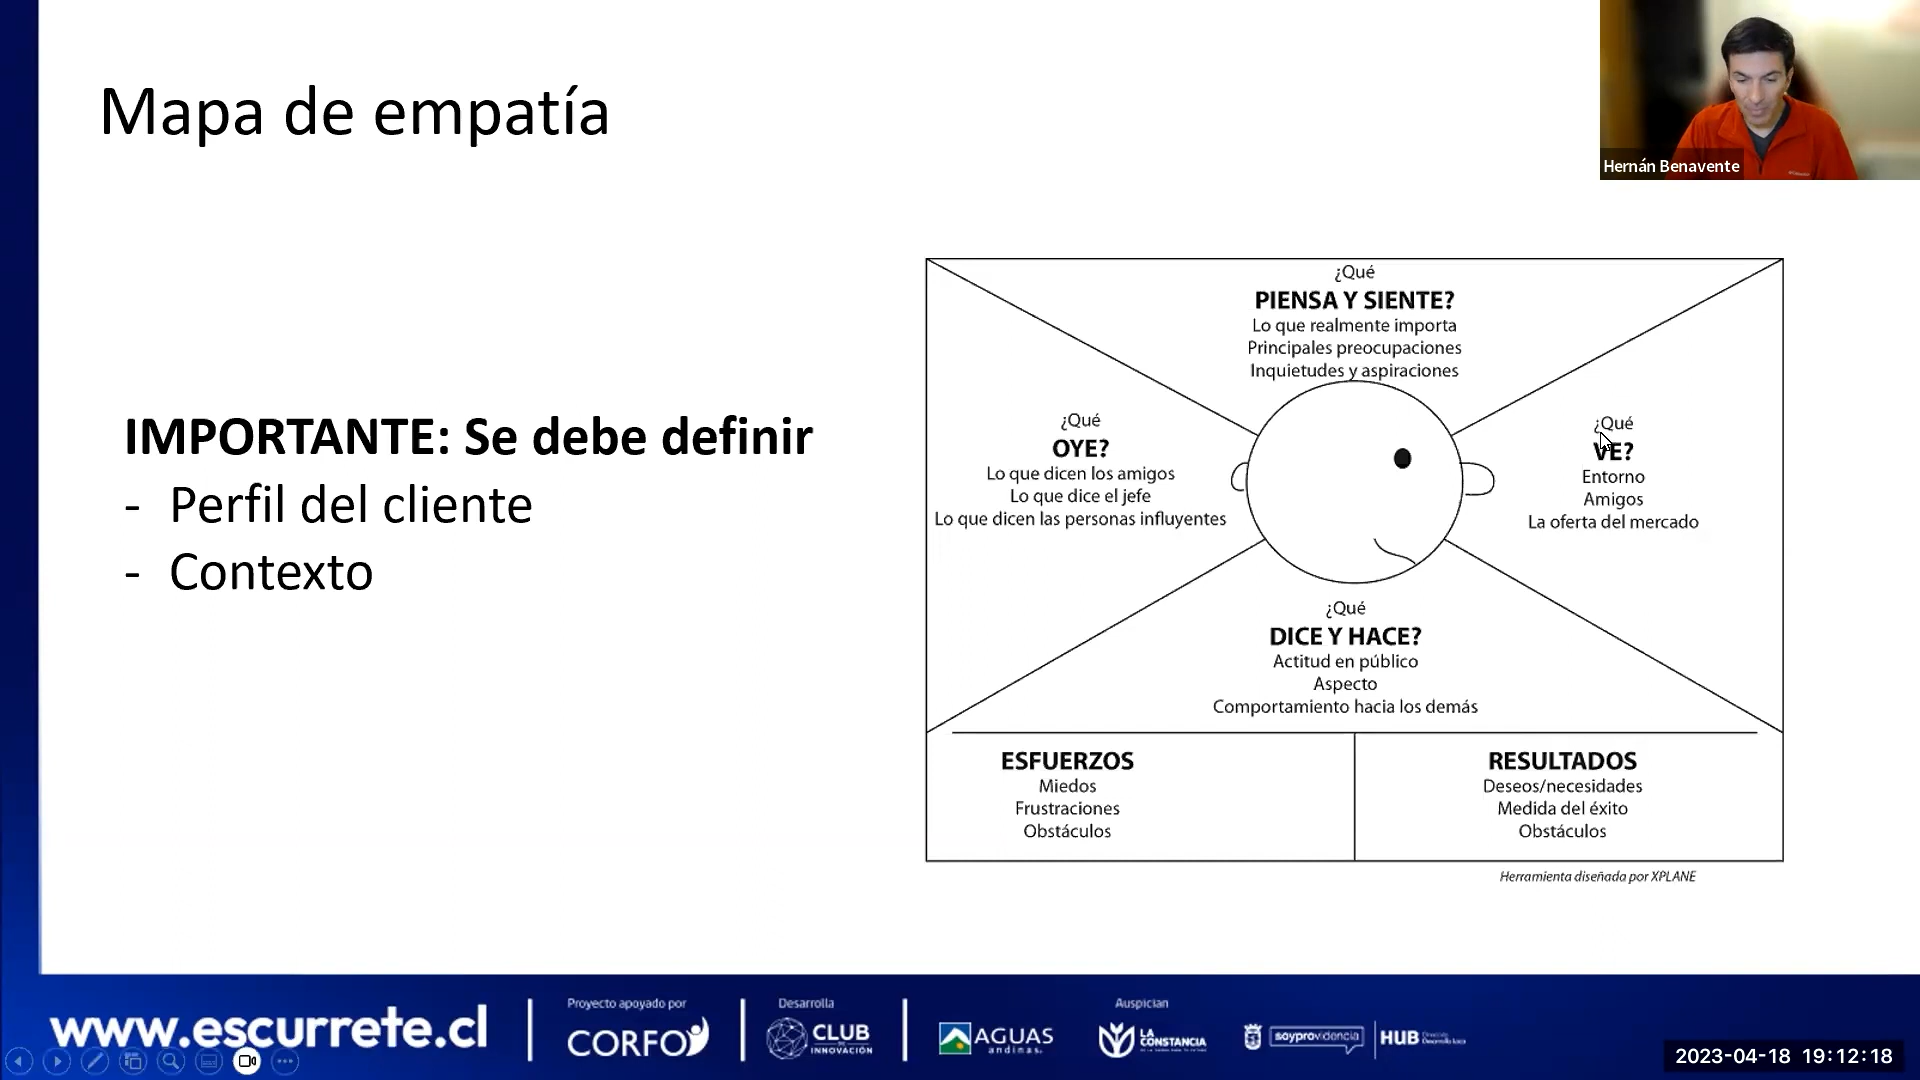 Mapa de empatía
Hernán Benavente
IMPORTANTE: Se debe definir
- Perfil del cliente
- Contexto
¿Qué
PIENSA Y SIENTE?
Lo que realmente importa
Principales preocupaciones
Inquietudes y aspiraciones
¿Qué
OYE?
Lo que dicen los amigos
Lo que dice el jefe
Lo que dicen las personas influyentes
¿Qué
VE?
Entorno
Amigos
La oferta del mercado
¿Qué
DICE Y HACE?
Actitud en público
Aspecto
Comportamiento hacia los demás
ESFUERZOS
Miedos
Frustraciones
Obstáculos
RESULTADOS
Deseos/necesidades
Medida del éxito
Obstáculos
Herramienta diseñada por XPLANE
www.escurrete.cl
Proyecto apoyado por
CORFO
Desarrolla
CLUB
DE
INNOVACIÓN
AGUAS
andinas.
Auspician
LA
CONSTANCIA
soyprovidencia
HUB
2023-04-18 19:12:18